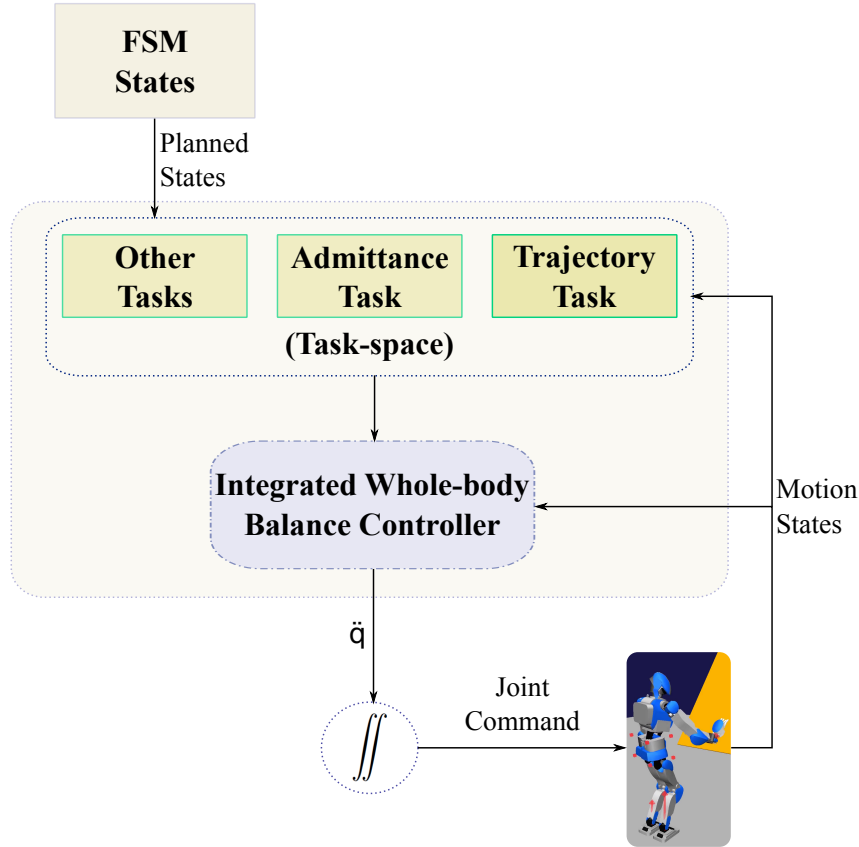 FSM
States
Planned
States
Other
Tasks
Admittance
Task
Trajectory
Task
(Task-space)
Integrated Whole-body
Balance Controller
Motion
States
q̈
Joint
Command
∬